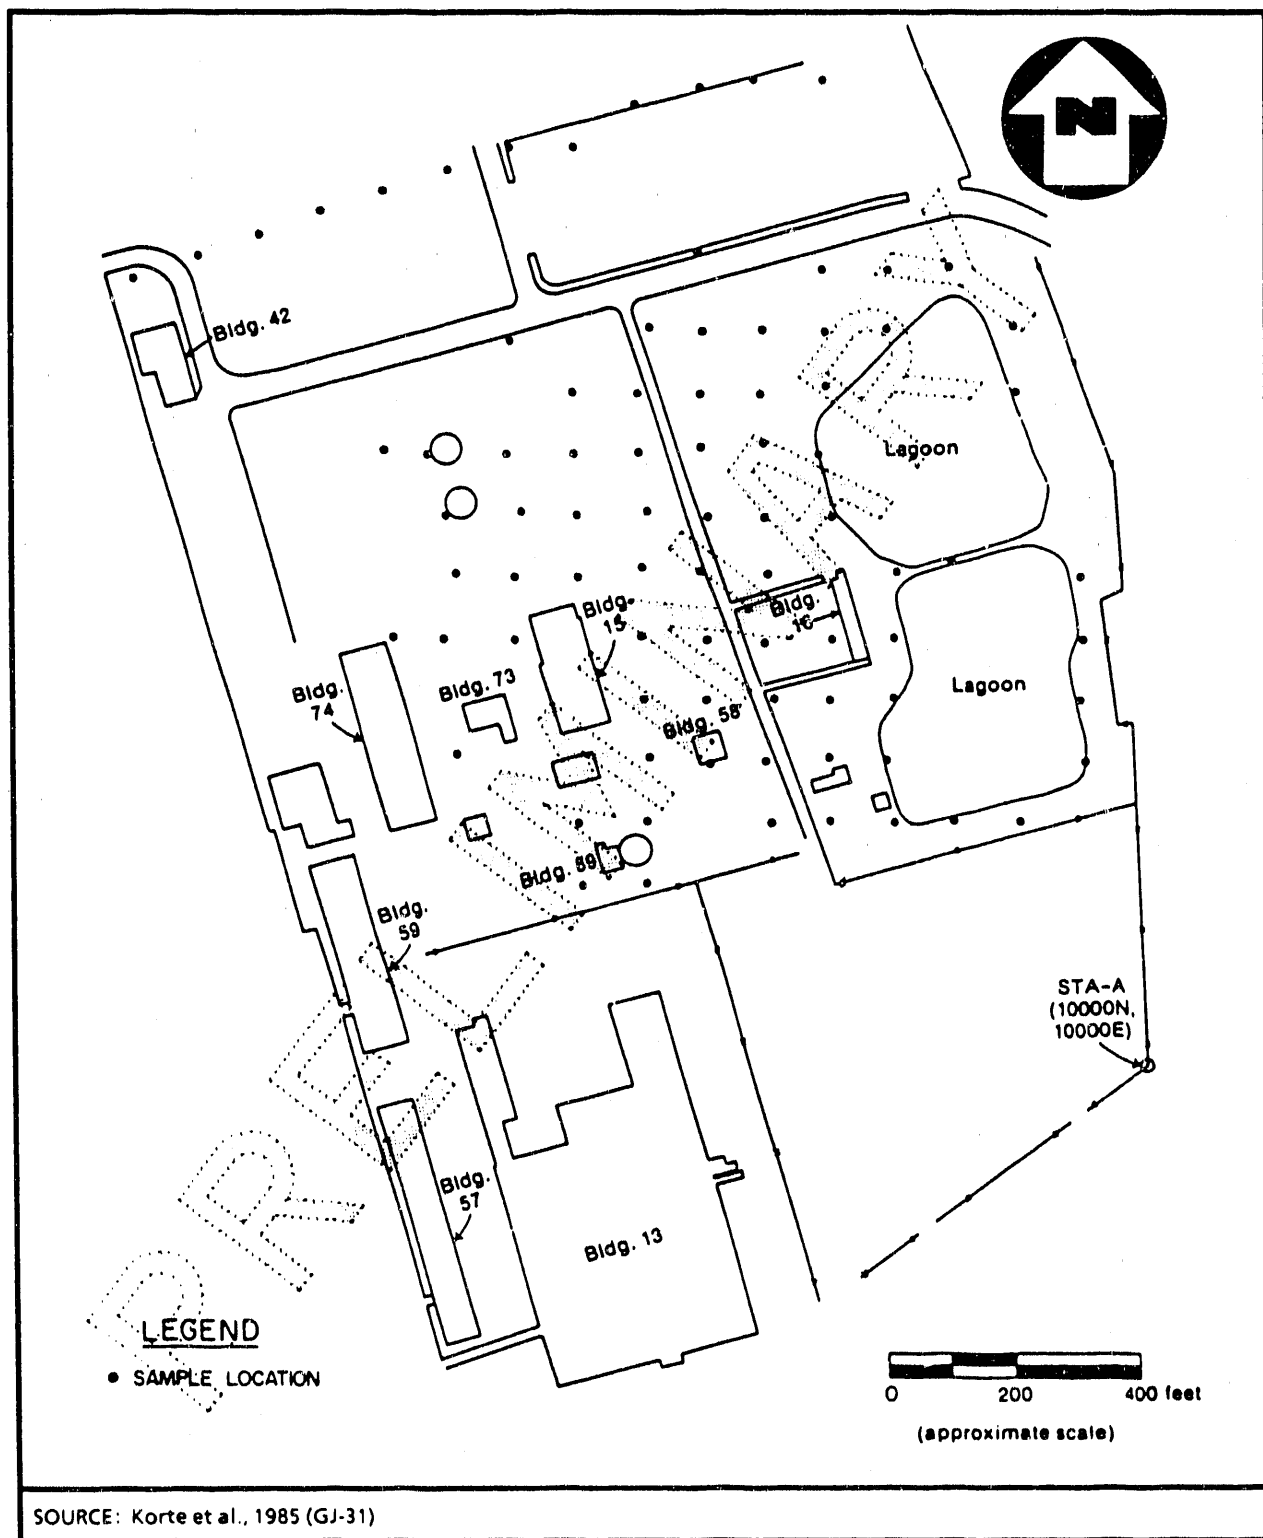 N
Bldg. 42
Lagoon
Bldg.
15
Bldg.
16
Bldg. 73
Bldg.
74
Bldg. 58
Lagoon
Bldg. 69
Bldg.
59
STA-A
(10000N,
10000E)
Bldg.
57
Bldg. 13
PRELIMINARY
LEGEND
• SAMPLE LOCATION
0 200 400 feet
(approximate scale)
SOURCE: Korte et al., 1985 (GJ-31)